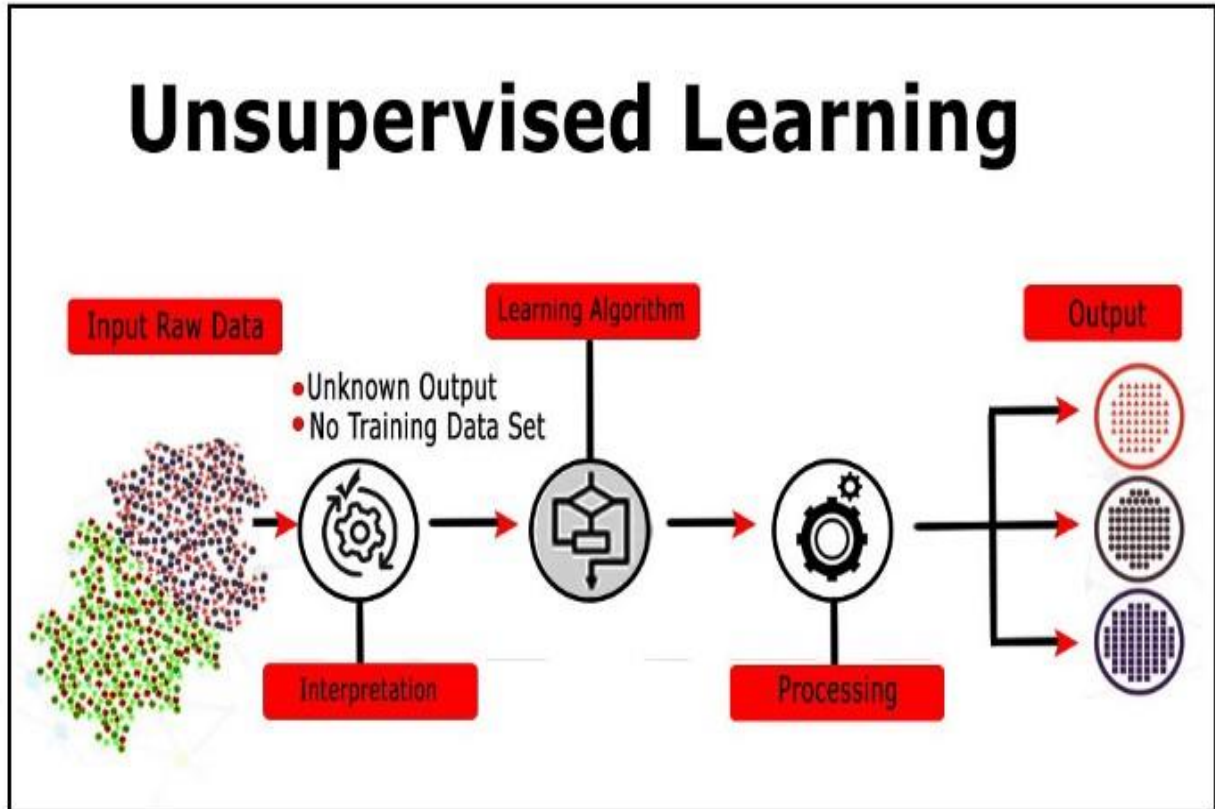 Unsupervised Learning
Input Raw Data
Learning Algorithm
Output
Unknown Output
No Training Data Set
Interpretation
Processing